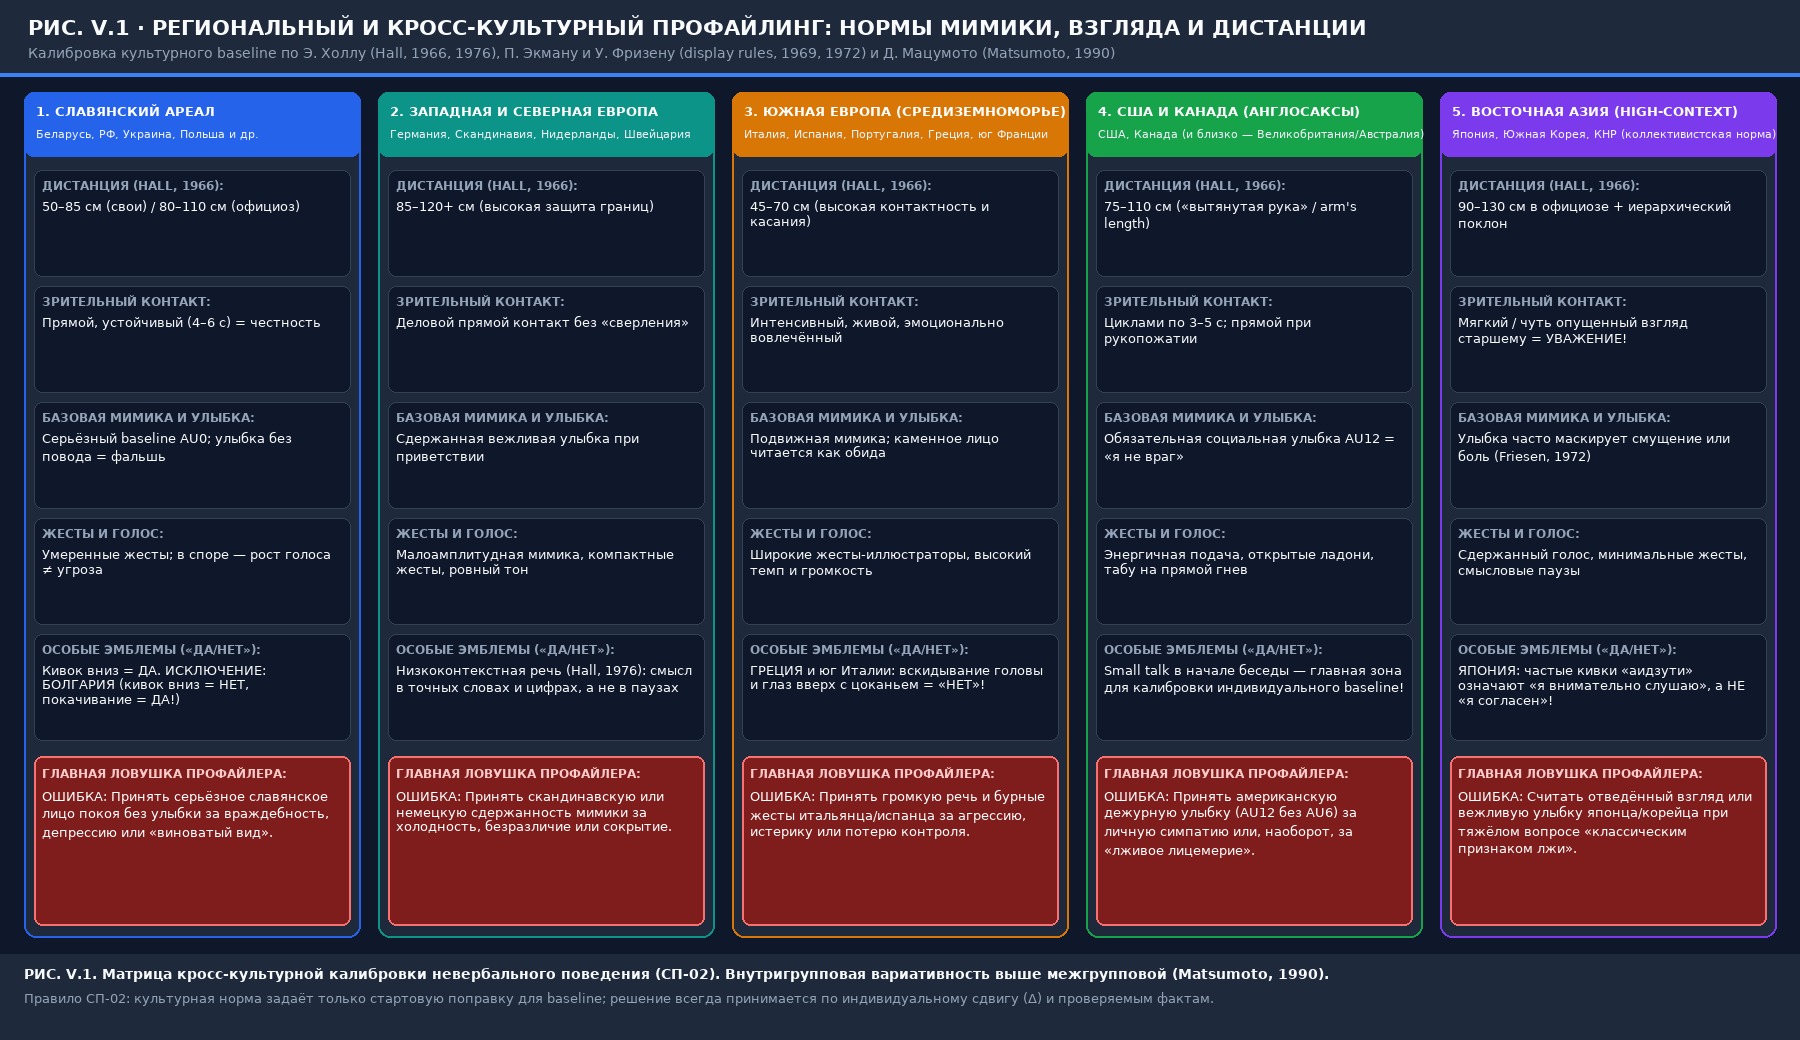 РИС. V.1 · РЕГИОНАЛЬНЫЙ И КРОСС-КУЛЬТУРНЫЙ ПРОФАЙЛИНГ: НОРМЫ МИМИКИ, ВЗГЛЯДА И ДИСТАНЦИИ
Калибровка культурного baseline по Э. Холлу (Hall, 1966, 1976), П. Экману и У. Фризену (display rules, 1969, 1972) и Д. Мацумото (Matsumoto, 1990)
1. СЛАВЯНСКИЙ АРЕАЛ
Беларусь, РФ, Украина, Польша и др.
ДИСТАНЦИЯ (HALL, 1966):
50–85 см (свои) / 80–110 см (официоз)
ЗРИТЕЛЬНЫЙ КОНТАКТ:
Прямой, устойчивый (4–6 с) = честность
БАЗОВАЯ МИМИКА И УЛЫБКА:
Серьёзный baseline AU0; улыбка без
повода = фальшь
ЖЕСТЫ И ГОЛОС:
Умеренные жесты; в споре — рост голоса
≠ угроза
ОСОБЫЕ ЭМБЛЕМЫ («ДА/НЕТ»):
Кивок вниз = ДА. ИСКЛЮЧЕНИЕ:
БОЛГАРИЯ (кивок вниз = НЕТ,
покачивание = ДА!)
ГЛАВНАЯ ЛОВУШКА ПРОФАЙЛЕРА:
ОШИБКА: Принять серьёзное славянское
лицо покоя без улыбки за враждебность,
депрессию или «виноватый вид».
2. ЗАПАДНАЯ И СЕВЕРНАЯ ЕВРОПА
Германия, Скандинавия, Нидерланды, Швейцария
ДИСТАНЦИЯ (HALL, 1966):
85–120+ см (высокая защита границ)
ЗРИТЕЛЬНЫЙ КОНТАКТ:
Деловой прямой контакт без «сверления»
БАЗОВАЯ МИМИКА И УЛЫБКА:
Сдержанная вежливая улыбка при
приветствии
ЖЕСТЫ И ГОЛОС:
Малоамплитудная мимика, компактные
жесты, ровный тон
ОСОБЫЕ ЭМБЛЕМЫ («ДА/НЕТ»):
Низкоконтекстная речь (Hall, 1976): смысл
в точных словах и цифрах, а не в паузах
ГЛАВНАЯ ЛОВУШКА ПРОФАЙЛЕРА:
ОШИБКА: Принять скандинавскую или
немецкую сдержанность мимики за
холодность, безразличие или сокрытие.
3. ЮЖНАЯ ЕВРОПА (СРЕДИЗЕМНОМОРЬЕ)
Италия, Испания, Португалия, Греция, юг Франции
ДИСТАНЦИЯ (HALL, 1966):
45–70 см (высокая контактность и
касания)
ЗРИТЕЛЬНЫЙ КОНТАКТ:
Интенсивный, живой, эмоционально
вовлечённый
БАЗОВАЯ МИМИКА И УЛЫБКА:
Подвижная мимика; каменное лицо
читается как обида
ЖЕСТЫ И ГОЛОС:
Широкие жесты-иллюстраторы, высокий
темп и громкость
ОСОБЫЕ ЭМБЛЕМЫ («ДА/НЕТ»):
ГРЕЦИЯ и юг Италии: вскидывание головы
и глаз вверх с цоканьем = «НЕТ»!
ГЛАВНАЯ ЛОВУШКА ПРОФАЙЛЕРА:
ОШИБКА: Принять громкую речь и бурные
жесты итальянца/испанца за агрессию,
истерику или потерю контроля.
4. США И КАНАДА (АНГЛОСАКСЫ)
США, Канада (и близко — Великобритания/Австралия)
ДИСТАНЦИЯ (HALL, 1966):
75–110 см («вытянутая рука» / arm's
length)
ЗРИТЕЛЬНЫЙ КОНТАКТ:
Циклами по 3–5 с; прямой при
рукопожатии
БАЗОВАЯ МИМИКА И УЛЫБКА:
Обязательная социальная улыбка AU12 =
«я не враг»
ЖЕСТЫ И ГОЛОС:
Энергичная подача, открытые ладони,
табу на прямой гнев
ОСОБЫЕ ЭМБЛЕМЫ («ДА/НЕТ»):
Small talk в начале беседы — главная зона
для калибровки индивидуального baseline!
ГЛАВНАЯ ЛОВУШКА ПРОФАЙЛЕРА:
ОШИБКА: Принять американскую
дежурную улыбку (AU12 без AU6) за
личную симпатию или, наоборот, за
«лживое лицемерие».
5. ВОСТОЧНАЯ АЗИЯ (HIGH-CONTEXT)
Япония, Южная Корея, КНР (коллективистская норма)
ДИСТАНЦИЯ (HALL, 1966):
90–130 см в официозе + иерархический
поклон
ЗРИТЕЛЬНЫЙ КОНТАКТ:
Мягкий / чуть опущенный взгляд
старшему = УВАЖЕНИЕ!
БАЗОВАЯ МИМИКА И УЛЫБКА:
Улыбка часто маскирует смущение или
боль (Friesen, 1972)
ЖЕСТЫ И ГОЛОС:
Сдержанный голос, минимальные жесты,
смысловые паузы
ОСОБЫЕ ЭМБЛЕМЫ («ДА/НЕТ»):
ЯПОНИЯ: частые кивки «аидзути»
означают «я внимательно слушаю», а НЕ
«я согласен»!
ГЛАВНАЯ ЛОВУШКА ПРОФАЙЛЕРА:
ОШИБКА: Считать отведённый взгляд или
вежливую улыбку японца/корейца при
тяжёлом вопросе «классическим
признаком лжи».
РИС. V.1. Матрица кросс-культурной калибровки невербального поведения (СП-02). Внутригрупповая вариативность выше межгрупповой (Matsumoto, 1990).
Правило СП-02: культурная норма задаёт только стартовую поправку для baseline; решение всегда принимается по индивидуальному сдвигу (Δ) и проверяемым фактам.